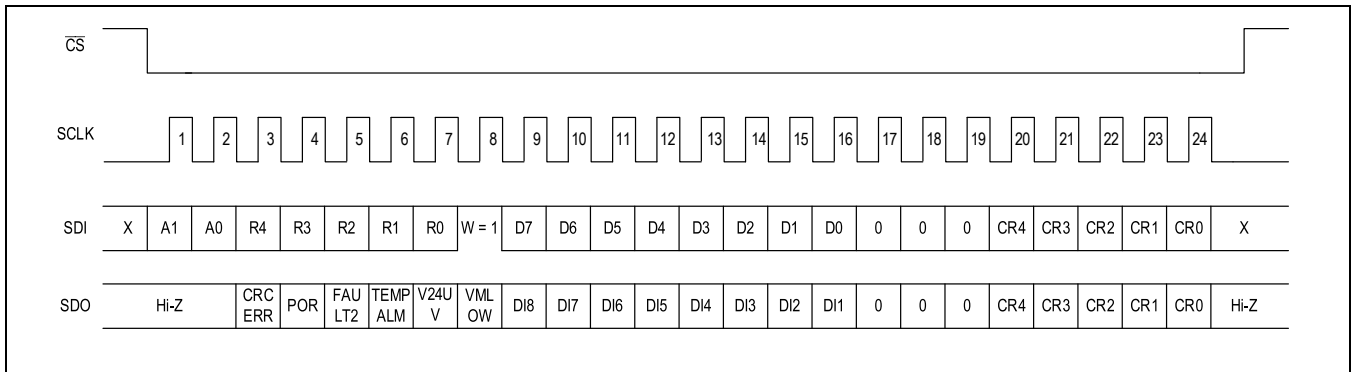 CS
SCLK 1 2 3 4 5 6 7 8 9 10 11 12 13 14 15 16 17 18 19 20 21 22 23 24
SDI X A1 A0 R4 R3 R2 R1 R0 W = 1 D7 D6 D5 D4 D3 D2 D1 D0 0 0 0 CR4 CR3 CR2 CR1 CR0 X
SDO Hi-Z CRC ERR POR FAU LT2 TEMP ALM V24U V VML OW DI8 DI7 DI6 DI5 DI4 DI3 DI2 DI1 0 0 0 CR4 CR3 CR2 CR1 CR0 Hi-Z